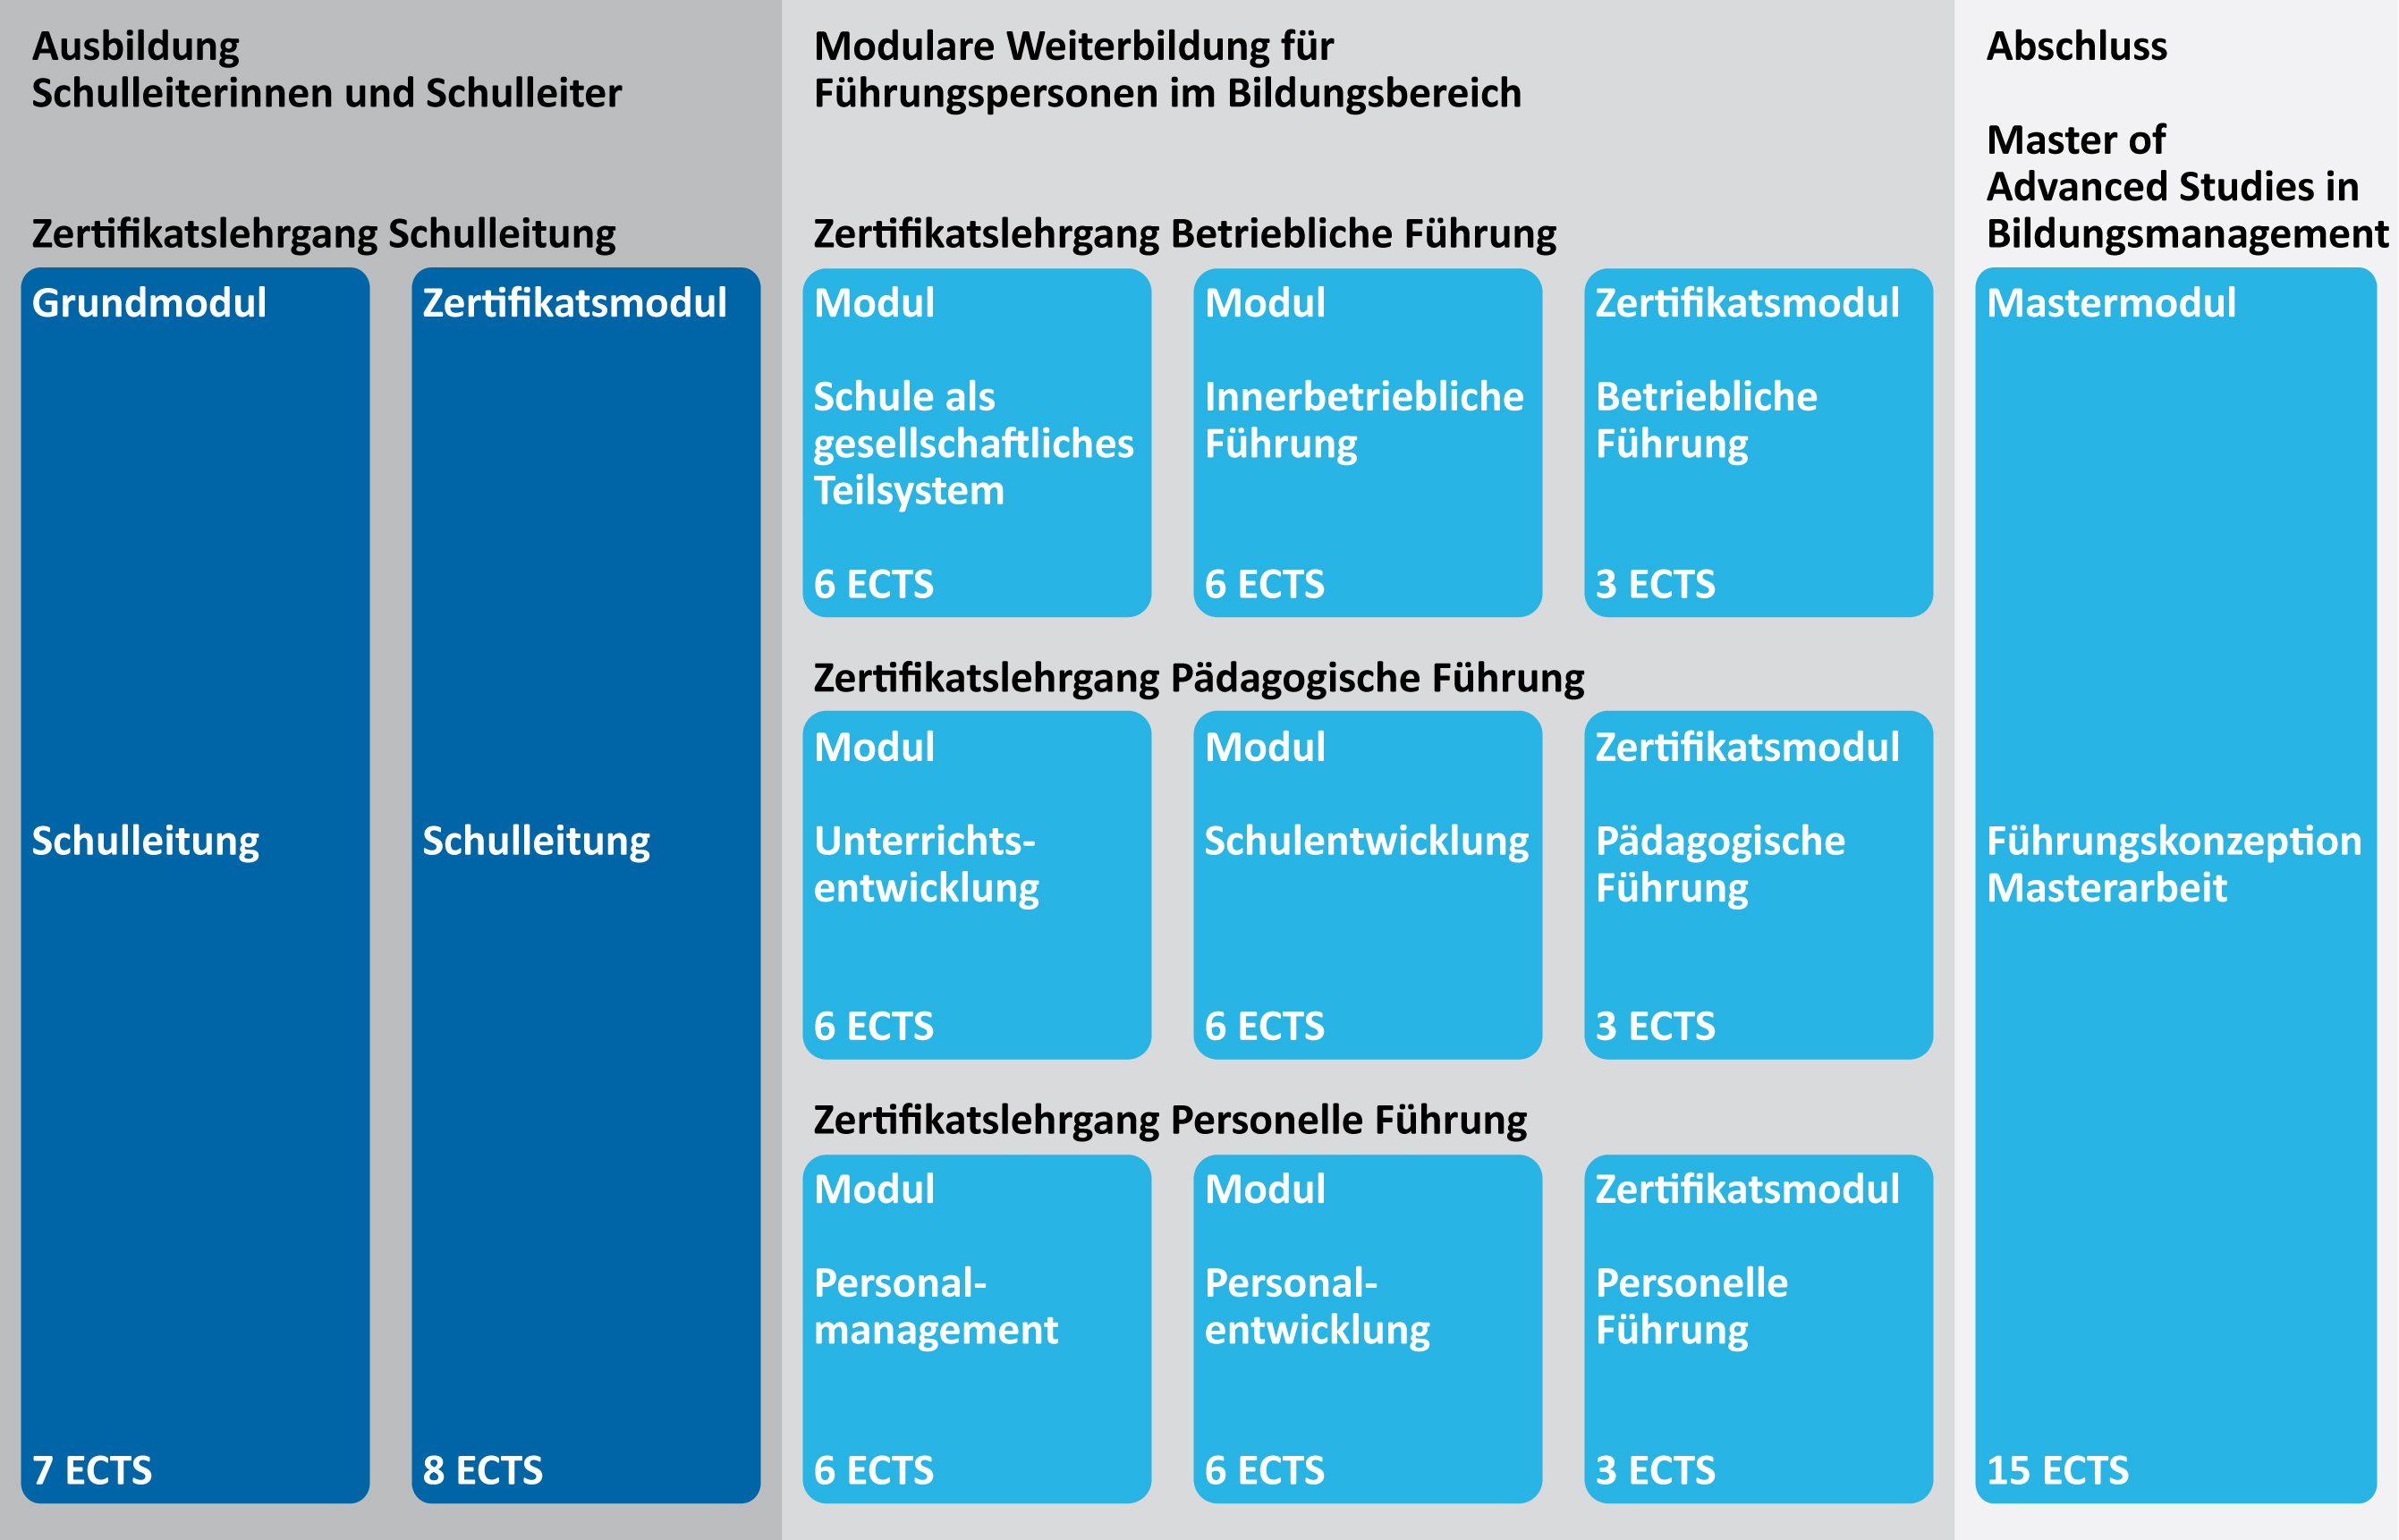 Ausbildung
Schulleiterinnen und Schulleiter
Zertifikatslehrgang Schulleitung
Grundmodul
Schulleitung
7 ECTS
Zertifikatsmodul
Schulleitung
8 ECTS
Modulare Weiterbildung für
Führungspersonen im Bildungsbereich
Zertifikatslehrgang Betriebliche Führung
Modul
Schule als
gesellschaftliches
Teilsystem
6 ECTS
Modul
Innerbetriebliche
Führung
6 ECTS
Zertifikatsmodul
Betriebliche
Führung
3 ECTS
Zertifikatslehrgang Pädagogische Führung
Modul
Unterrichts-
entwicklung
6 ECTS
Modul
Schulentwicklung
6 ECTS
Zertifikatsmodul
Pädagogische
Führung
3 ECTS
Zertifikatslehrgang Personelle Führung
Modul
Personal-
management
6 ECTS
Modul
Personal-
entwicklung
6 ECTS
Zertifikatsmodul
Personelle
Führung
3 ECTS
Abschluss
Master of
Advanced Studies in
Bildungsmanagement
Mastermodul
Führungskonzeption
Masterarbeit
15 ECTS